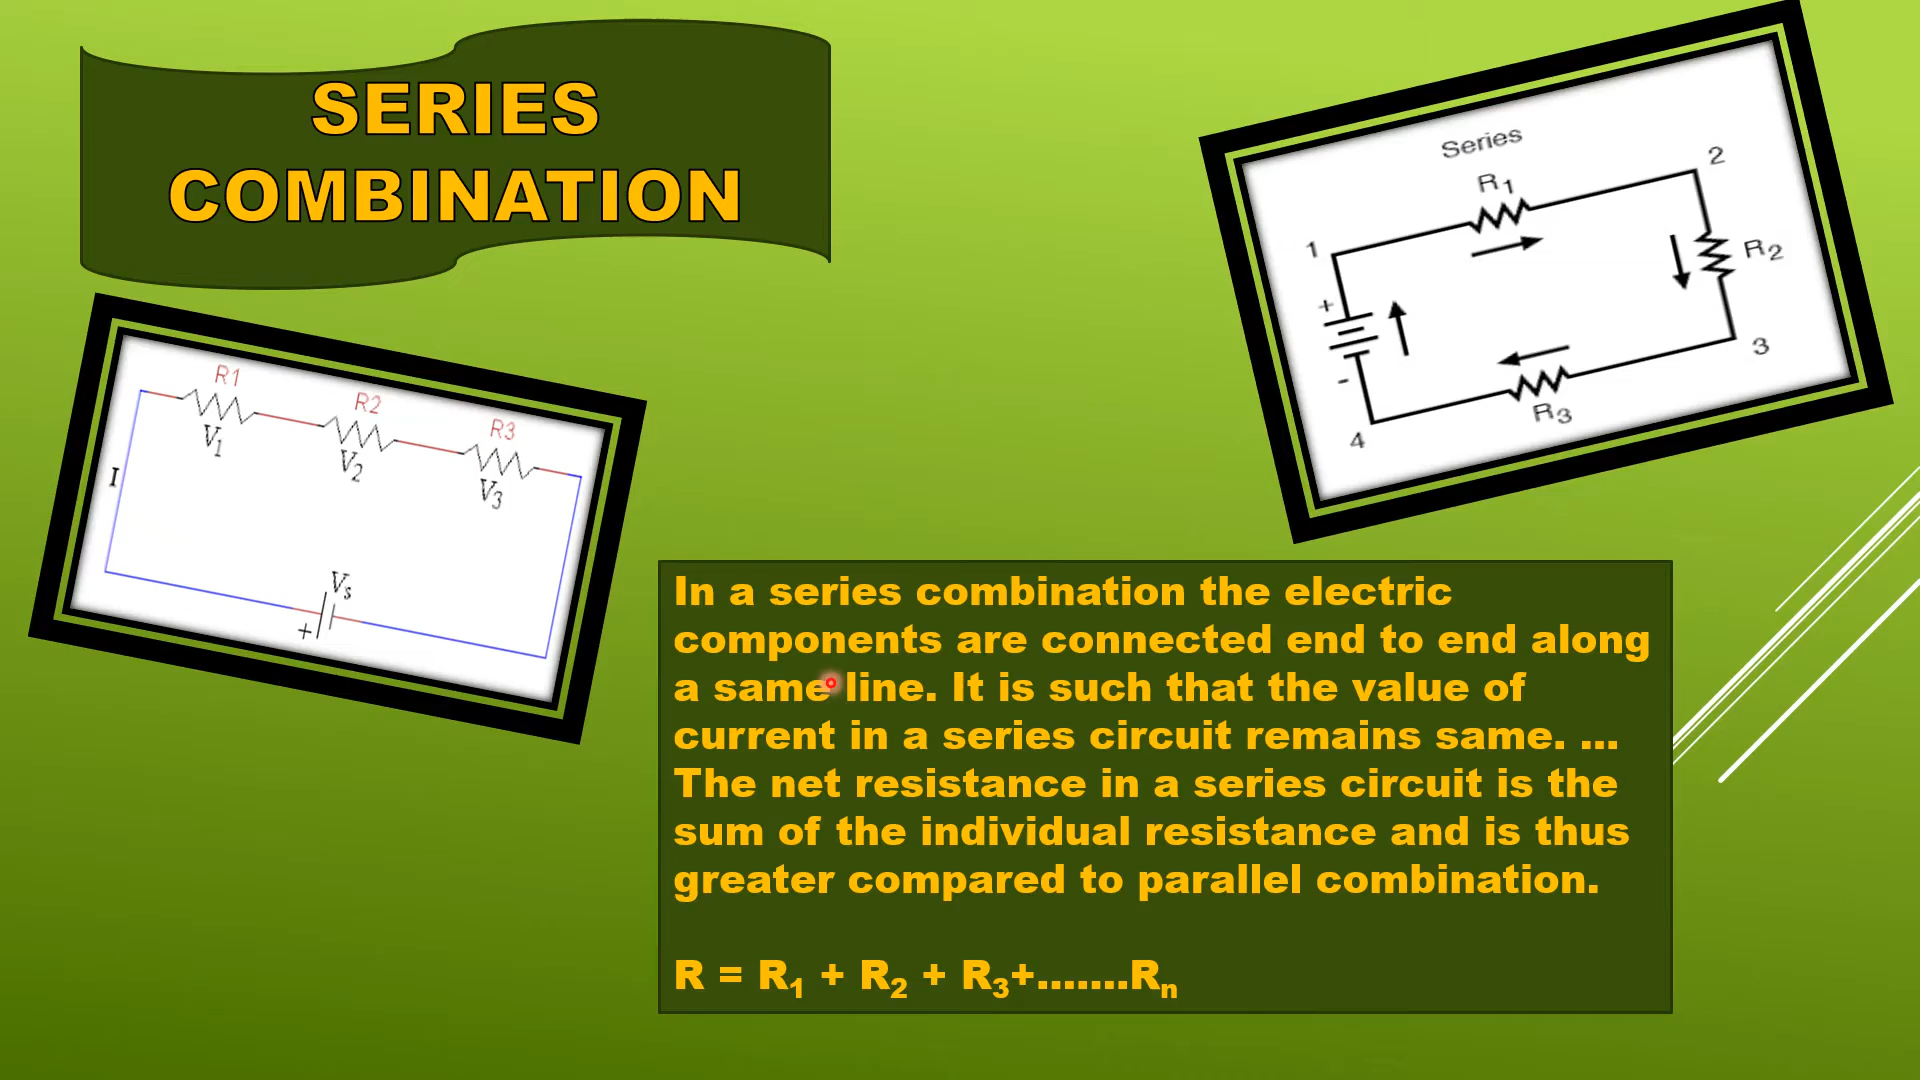 SERIES
COMBINATION
Series
R1
2
1
R2
+
3
-
R3
4
R1
R2
R3
V1
V2
V3
I
Vs
+
In a series combination the electric
components are connected end to end along
a same line. It is such that the value of
current in a series circuit remains same. ...
The net resistance in a series circuit is the
sum of the individual resistance and is thus
greater compared to parallel combination.
R = R1 + R2 + R3+.......Rn